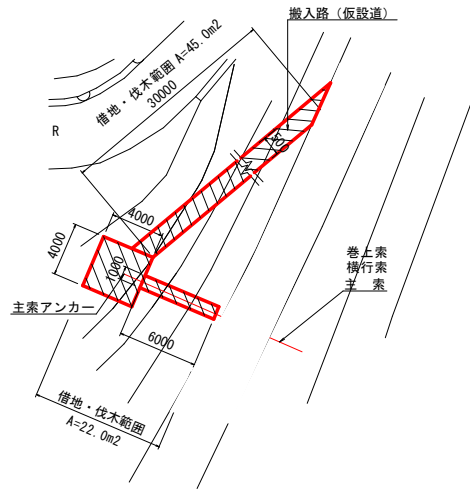 搬入路（仮設道）
借地・伐木範囲 A=45.0m2
30000
R
4000
4000
1000
主索アンカー
6000
巻上索
横行索
主　索
借地・伐木範囲
A=22.0m2